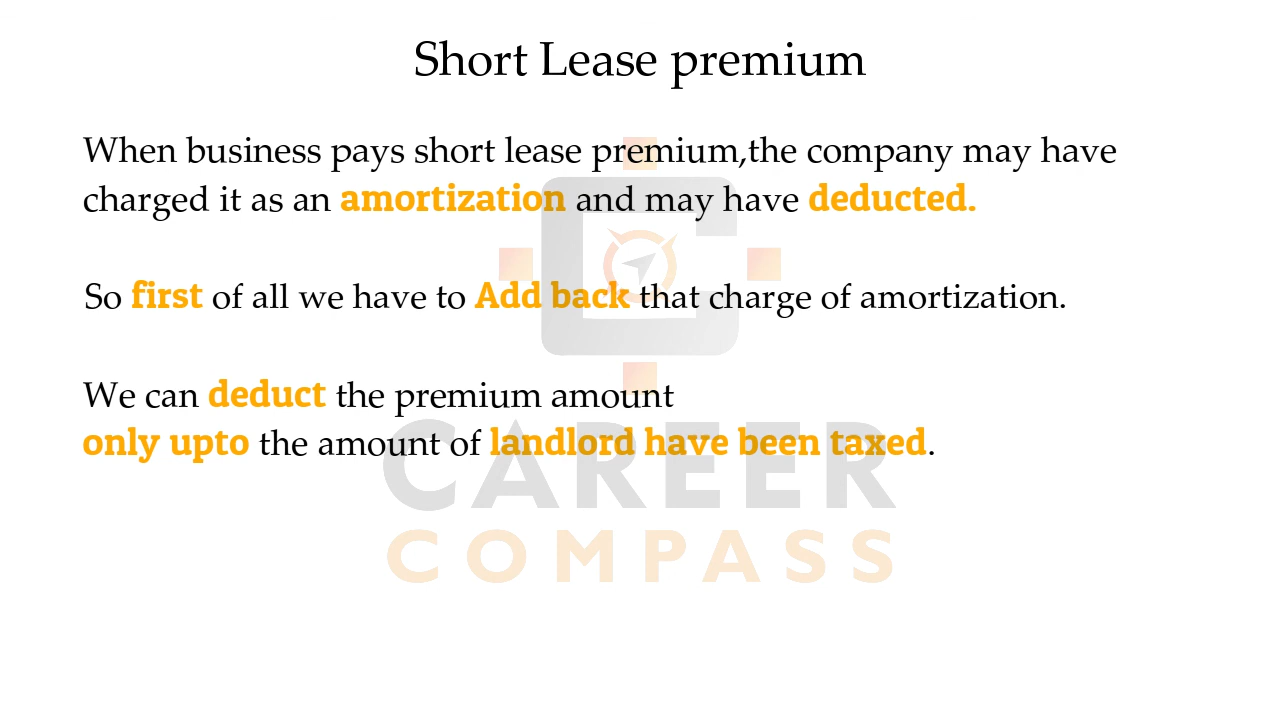 Short Lease premium
When business pays short lease premium,the company may have
charged it as an amortization and may have deducted.
So first of all we have to Add back that charge of amortization.
We can deduct the premium amount
only upto the amount of landlord have been taxed.
CAREER
COMPASS